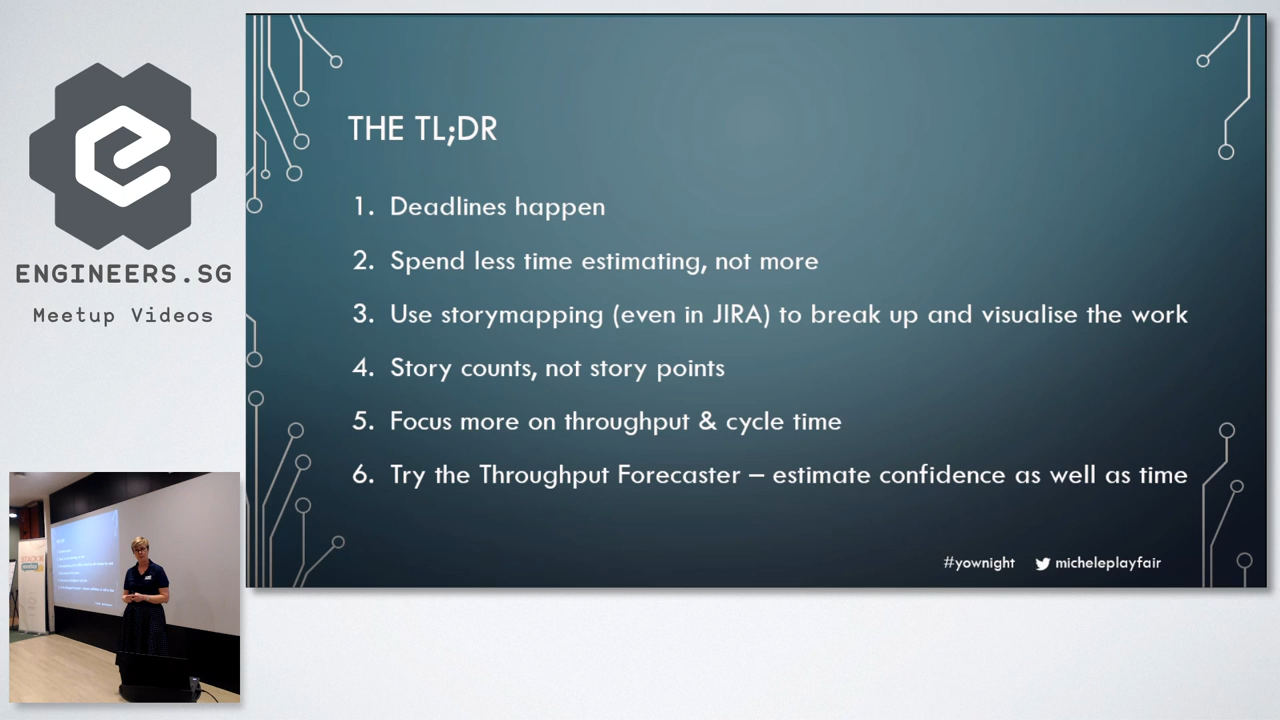 ENGINEERS.SG
Meetup Videos
THE TL;DR
1. Deadlines happen
2. Spend less time estimating, not more
3. Use storymapping (even in JIRA) to break up and visualise the work
4. Story counts, not story points
5. Focus more on throughput & cycle time
6. Try the Throughput Forecaster – estimate confidence as well as time
#yownight
micheleplayfair